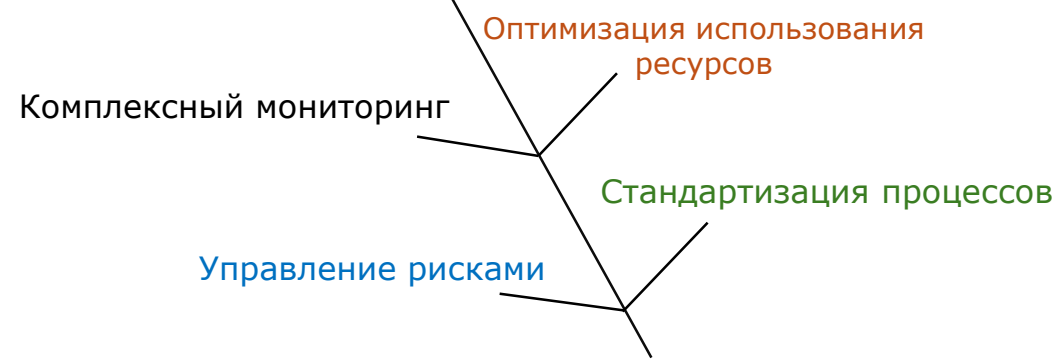 Оптимизация использования
ресурсов
Комплексный мониторинг
Стандартизация процессов
Управление рисками